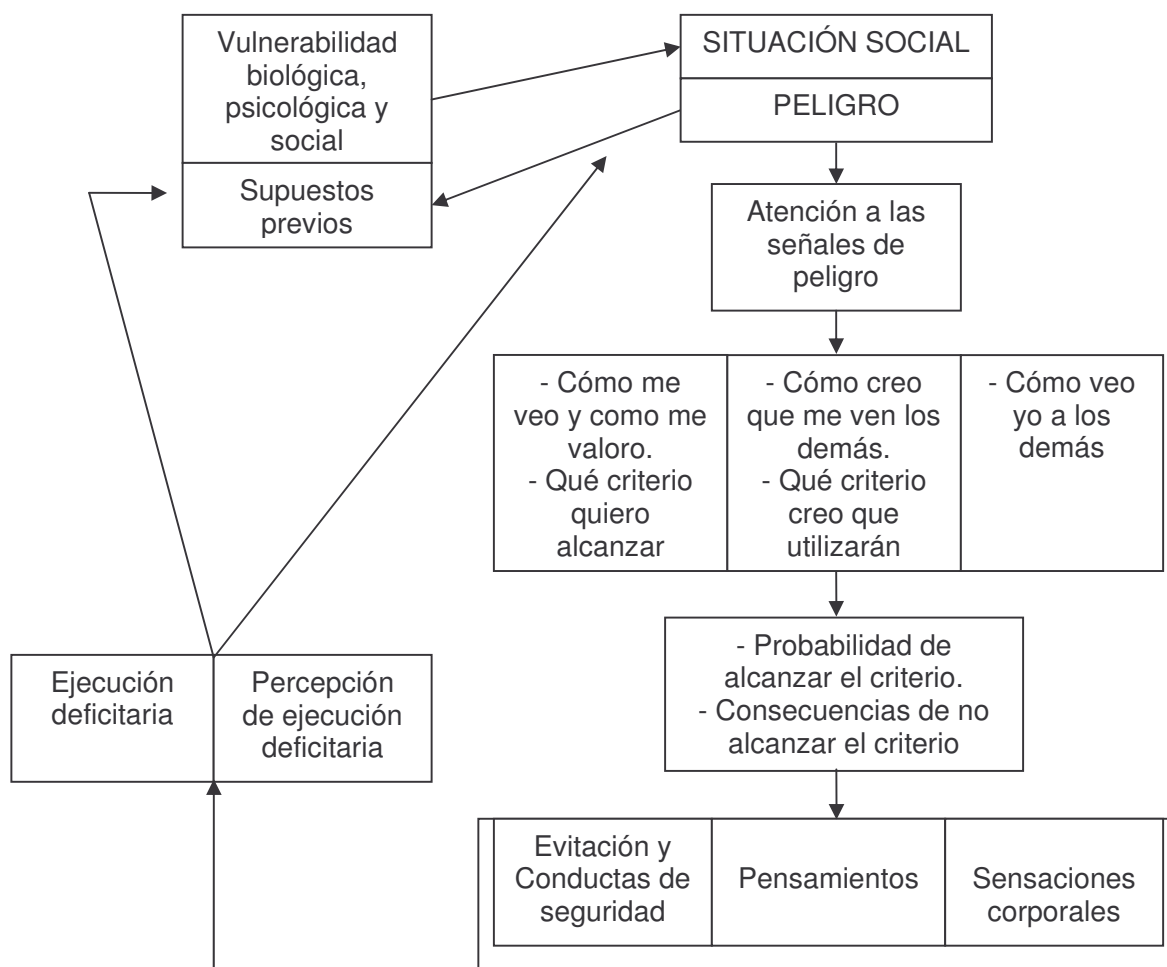 Vulnerabilidad
biológica,
psicológica y
social
Supuestos
previos
SITUACIÓN SOCIAL
PELIGRO
Atención a las
señales de
peligro
- Cómo me
veo y como me
valoro.
- Qué criterio
quiero
alcanzar
- Cómo creo
que me ven los
demás.
- Qué criterio
creo que
utilizarán
- Cómo veo
yo a los
demás
- Probabilidad de
alcanzar el criterio.
- Consecuencias de no
alcanzar el criterio
Ejecución
deficitaria
Percepción
de ejecución
deficitaria
Evitación y
Conductas de
seguridad
Pensamientos
Sensaciones
corporales